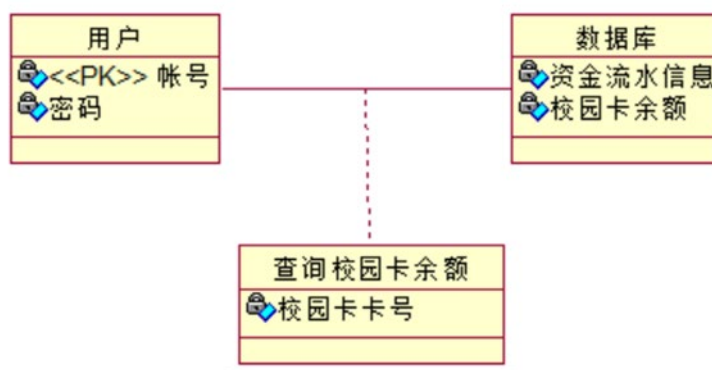 用户
<<PK>> 帐号
密码
数据库
资金流水信息
校园卡余额
查询校园卡余额
校园卡卡号